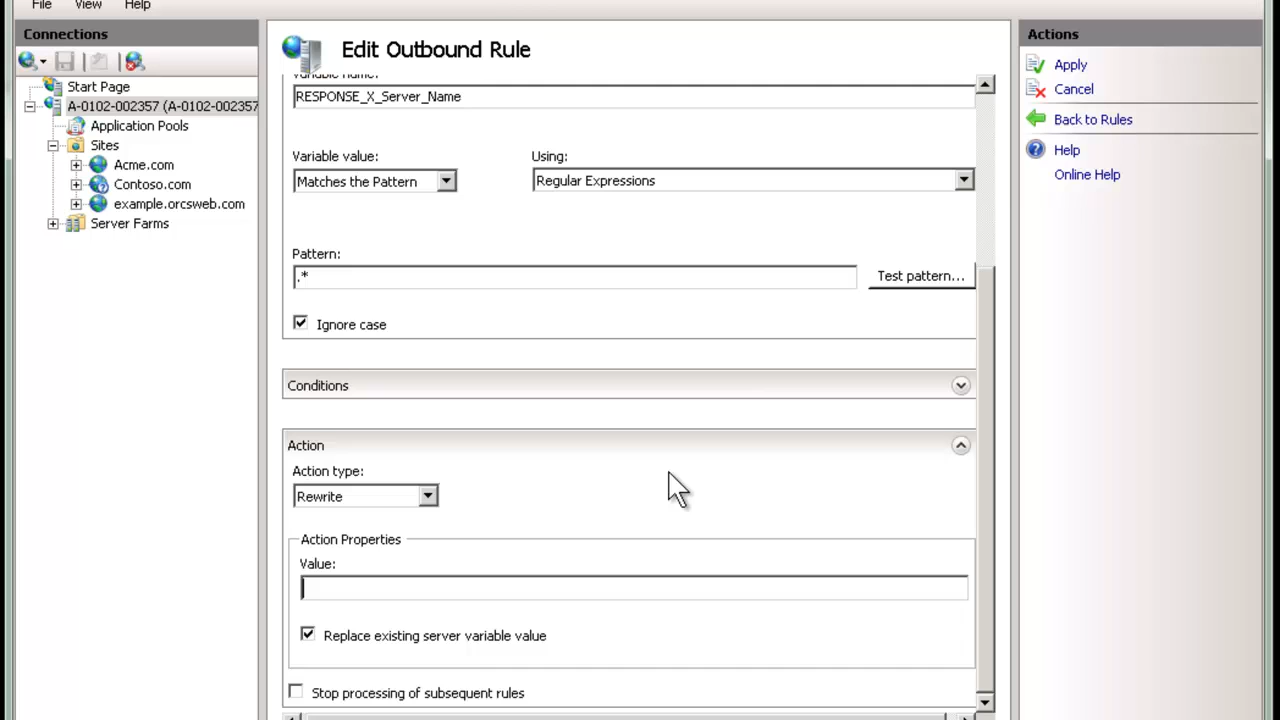 File View Help
Connections
Start Page
A-0102-002357 (A-0102-002357
Application Pools
Sites
Acme.com
Contoso.com
example.orcsweb.com
Server Farms
Edit Outbound Rule
Variable name:
RESPONSE_X_Server_Name
Variable value: Using:
Matches the Pattern Regular Expressions
Pattern:
.* Test pattern...
Ignore case
Conditions
Action
Action type:
Rewrite
Action Properties
Value:
Replace existing server variable value
Stop processing of subsequent rules
Actions
Apply
Cancel
Back to Rules
Help
Online Help